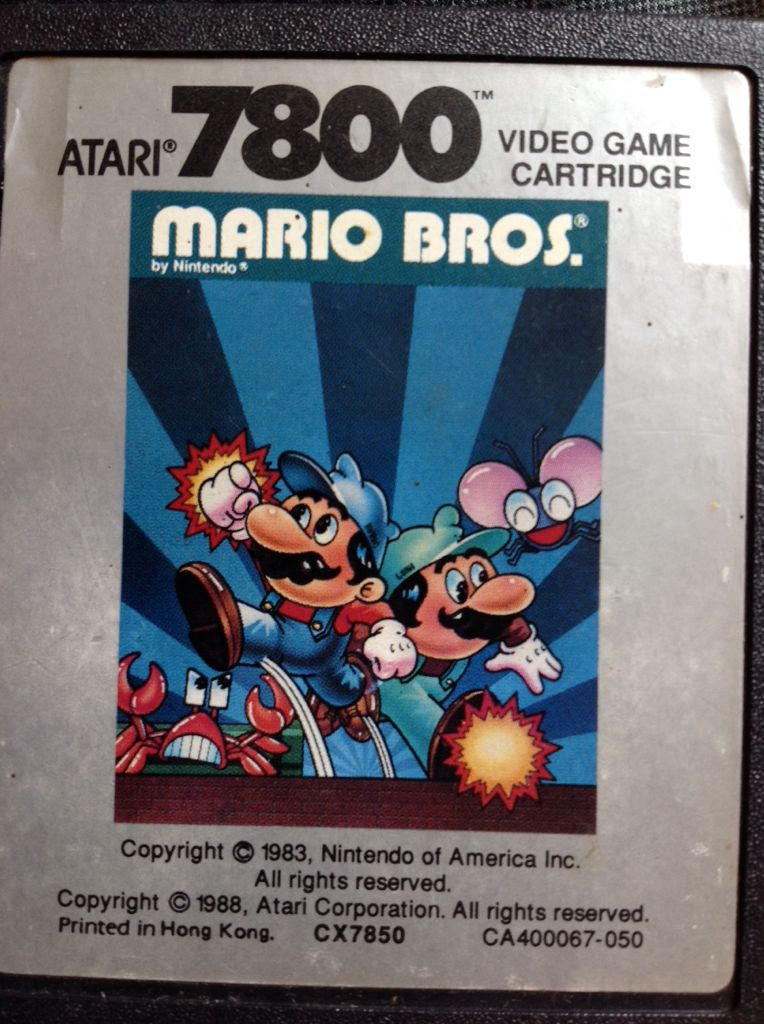 ATARI® 7800™ VIDEO GAME
CARTRIDGE
MARIO BROS.®
by Nintendo®
Copyright © 1983, Nintendo of America Inc.
All rights reserved.
Copyright © 1988, Atari Corporation. All rights reserved.
Printed in Hong Kong. CX7850 CA400067-050